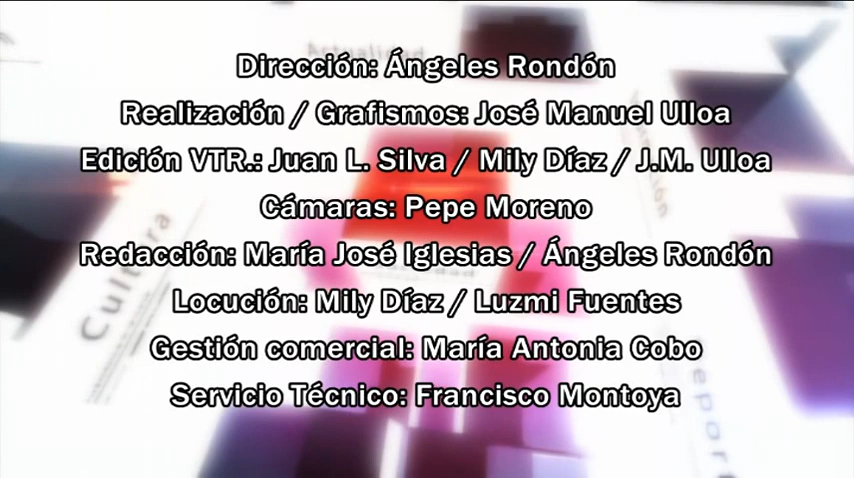 Actualidad
Dirección: Ángeles Rondón
Realización / Grafismos: José Manuel Ulloa
Edición VTR.: Juan L. Silva / Mily Díaz / J.M. Ulloa
Cámaras: Pepe Moreno
Redacción: María José Iglesias / Ángeles Rondón
Locución: Mily Díaz / Luzmi Fuentes
Gestión comercial: María Antonia Cobo
Servicio Técnico: Francisco Montoya
Cultura